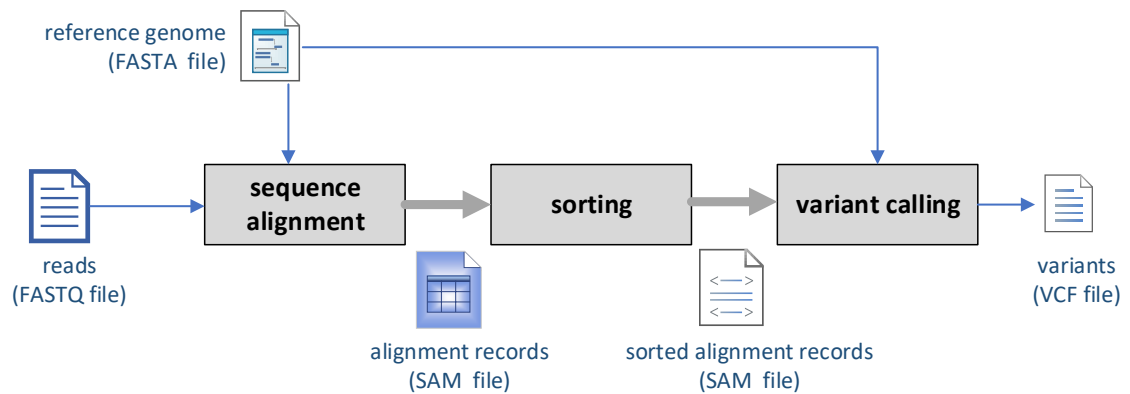 reference genome
(FASTA file)
sequence
alignment
sorting
variant calling
reads
(FASTQ file)
variants
(VCF file)
alignment records
(SAM file)
sorted alignment records
(SAM file)